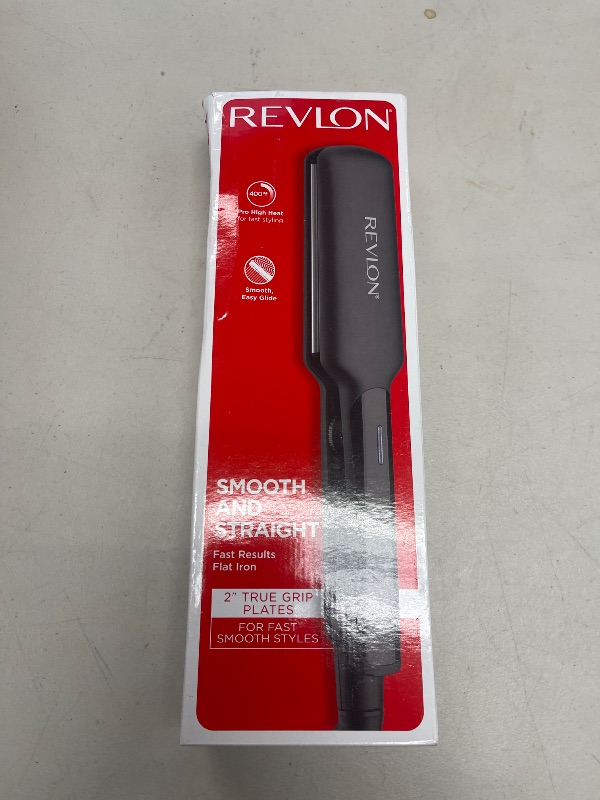 REVLON®
400°F
Pro High Heat
for fast styling
REVLON®
Smooth,
Easy Glide
SMOOTH
AND
STRAIGHT
Fast Results
Flat Iron
2" TRUE GRIP
PLATES
FOR FAST
SMOOTH STYLES